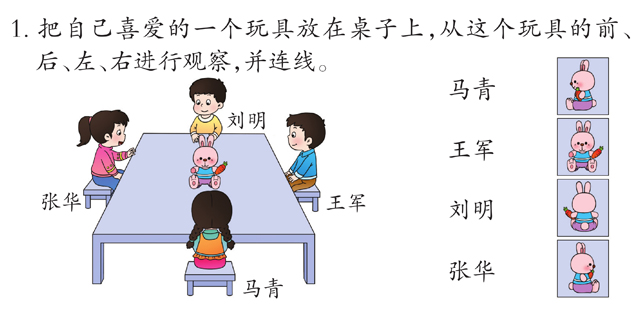 1. 把自己喜爱的一个玩具放在桌子上,从这个玩具的前、
后、左、右进行观察,并连线。
刘明
张华
王军
马青
马青
王军
刘明
张华